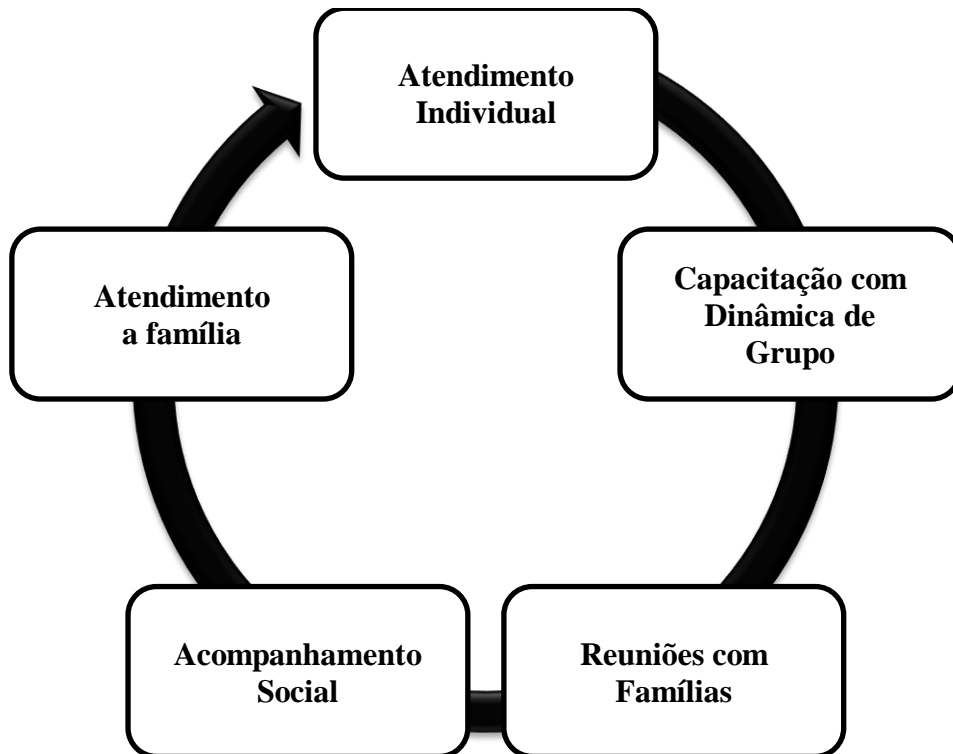 Atendimento
Individual
Capacitação com
Dinâmica de
Grupo
Reuniões com
Famílias
Acompanhamento
Social
Atendimento
a família